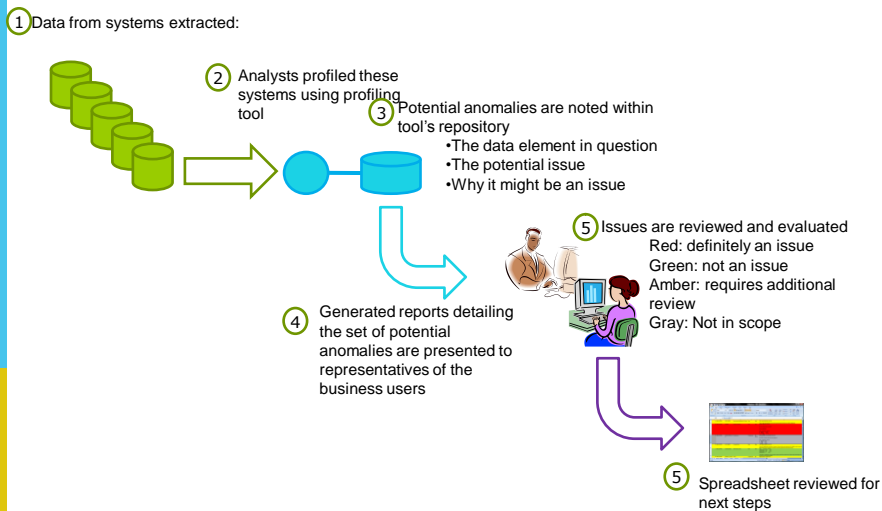 1 Data from systems extracted:
2 Analysts profiled these
systems using profiling
tool
3 Potential anomalies are noted within
tool's repository
•The data element in question
•The potential issue
•Why it might be an issue
5 Issues are reviewed and evaluated
Red: definitely an issue
Green: not an issue
Amber: requires additional
review
Gray: Not in scope
4 Generated reports detailing
the set of potential
anomalies are presented to
representatives of the
business users
5 Spreadsheet reviewed for
next steps